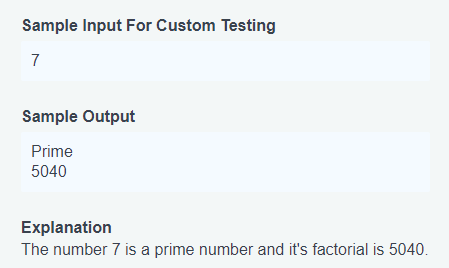 Sample Input For Custom Testing
7
Sample Output
Prime
5040
Explanation
The number 7 is a prime number and it's factorial is 5040.